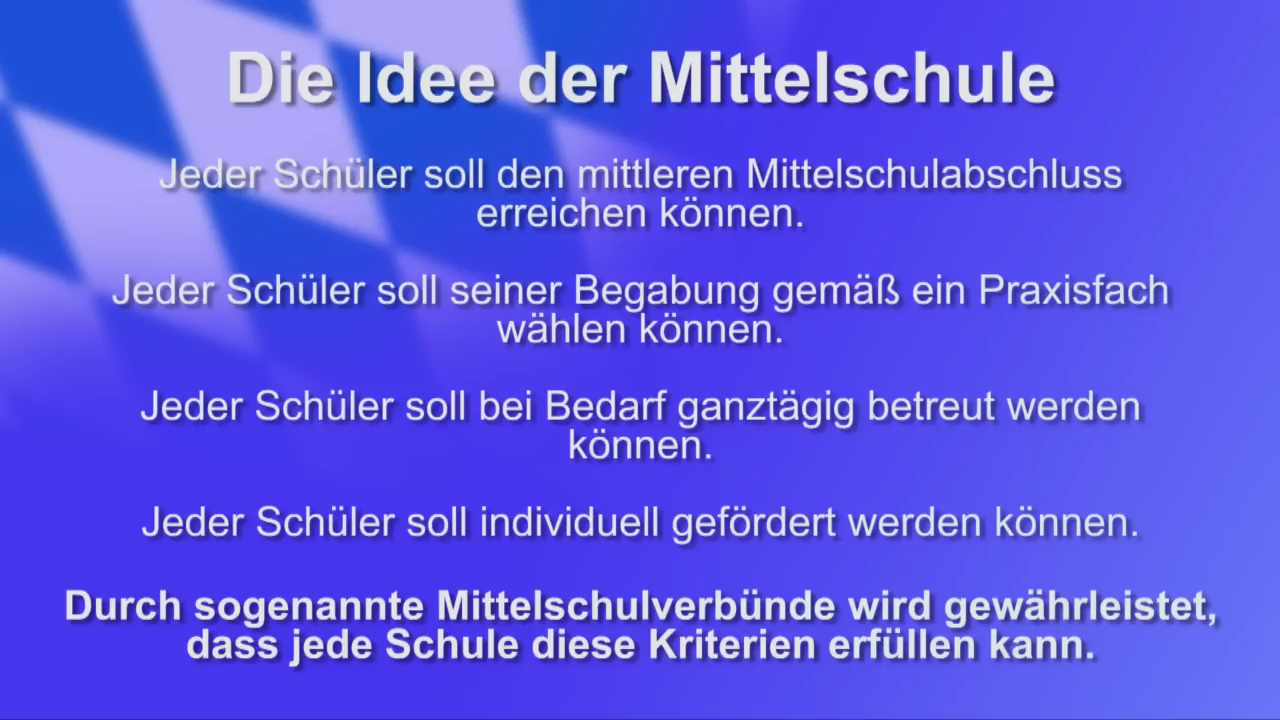 Die Idee der Mittelschule
Jeder Schüler soll den mittleren Mittelschulabschluss
erreichen können.
Jeder Schüler soll seiner Begabung gemäß ein Praxisfach
wählen können.
Jeder Schüler soll bei Bedarf ganztägig betreut werden
können.
Jeder Schüler soll individuell gefördert werden können.
Durch sogenannte Mittelschulverbünde wird gewährleistet,
dass jede Schule diese Kriterien erfüllen kann.